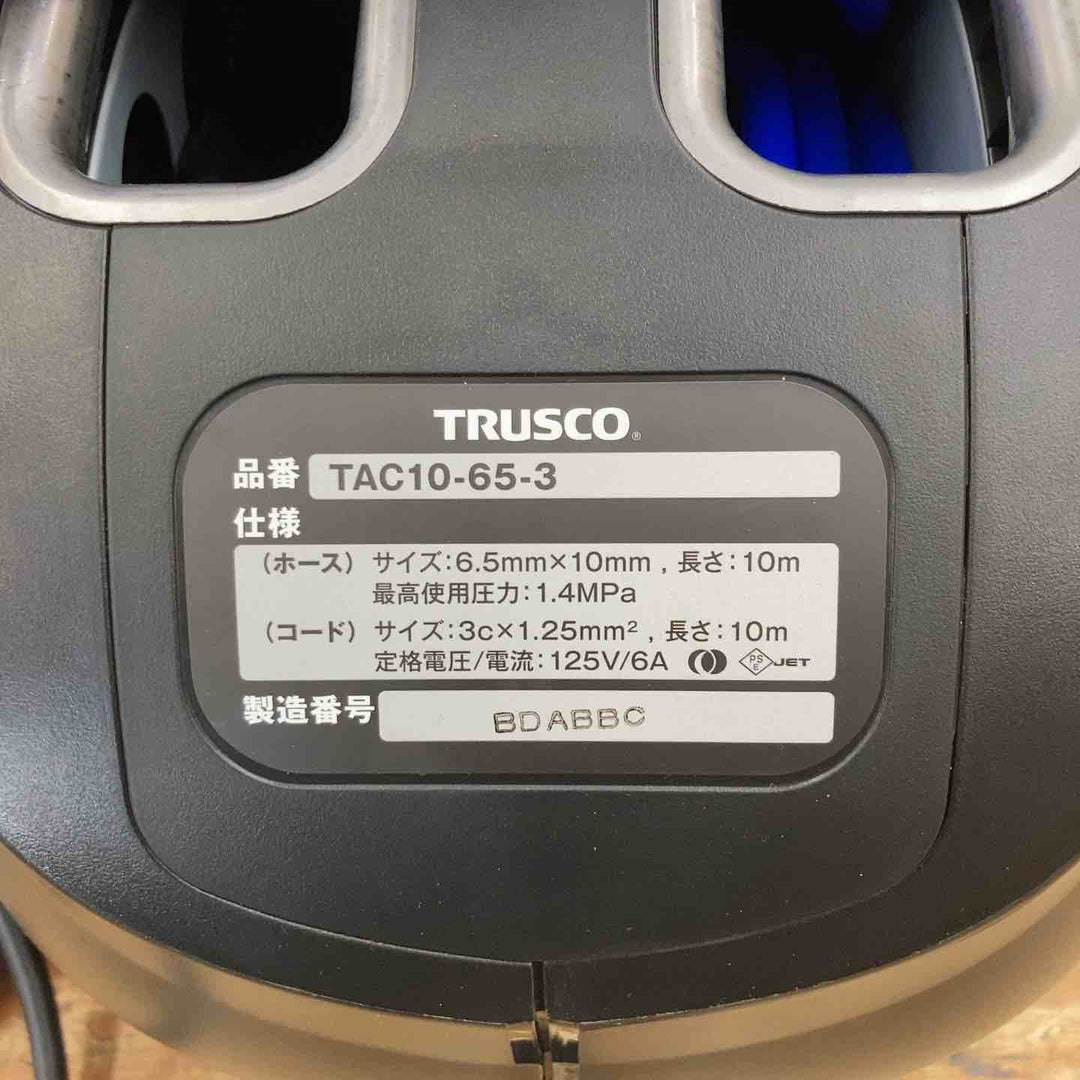 TRUSCO®
品番 TAC10-65-3
仕様
(ホース) サイズ:6.5mm×10mm , 長さ:10m
最高使用圧力:1.4MPa
(コード) サイズ:3c×1.25mm² , 長さ:10m
定格電圧/電流:125V/6A PSE JET
製造番号 BDABBC